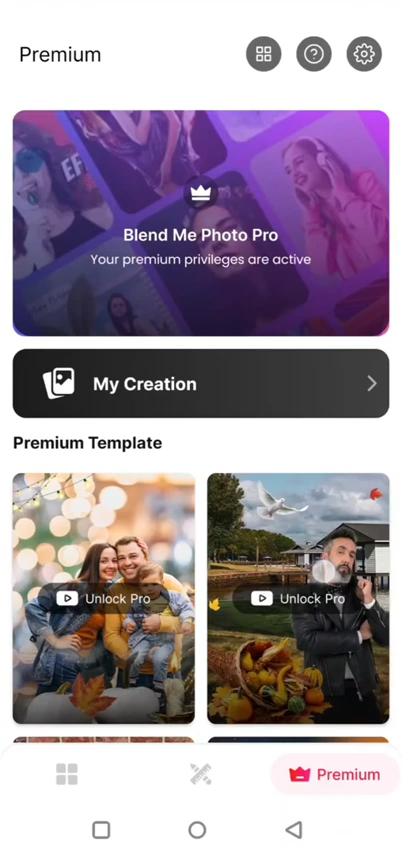 Premium
Blend Me Photo Pro
Your premium privileges are active
My Creation
Premium Template
Unlock Pro
Unlock Pro
Premium